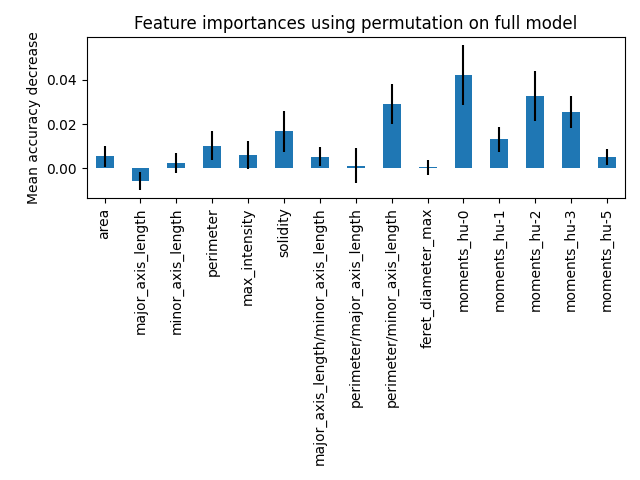 Feature importances using permutation on full model
Mean accuracy decrease
0.04
0.02
0.00
area
major_axis_length
minor_axis_length
perimeter
max_intensity
solidity
major_axis_length/minor_axis_length
perimeter/major_axis_length
perimeter/minor_axis_length
feret_diameter_max
moments_hu-0
moments_hu-1
moments_hu-2
moments_hu-3
moments_hu-5